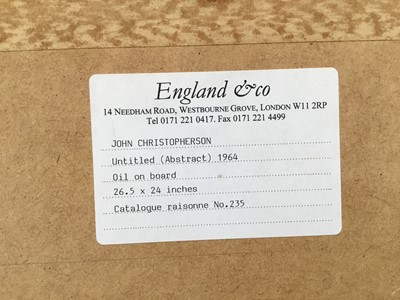 England &co
14 NEEDHAM ROAD, WESTBOURNE GROVE, LONDON W11 2RP
Tel 0171 221 0417. Fax 0171 221 4499
JOHN CHRISTOPHERSON
Untitled (Abstract) 1964
Oil on board
26.5 x 24 inches
Catalogue raisonne No.235